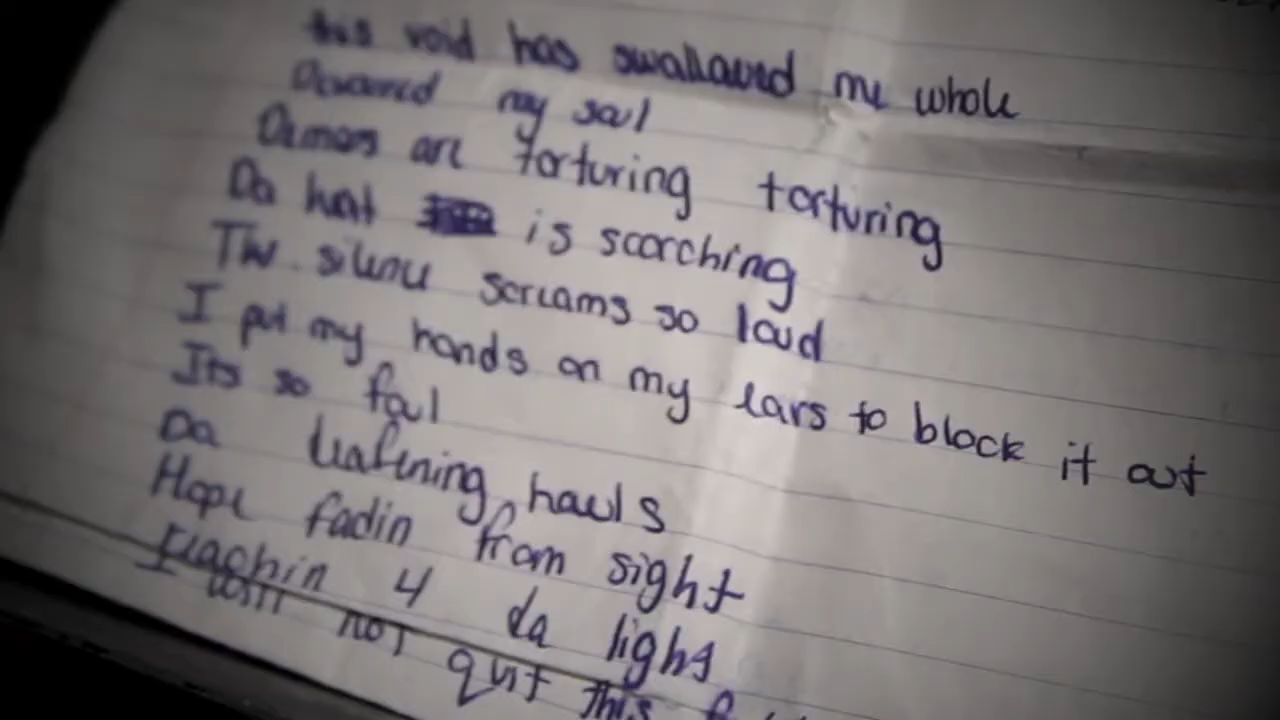 this void has swallowed me whole
Devoured my soul
Demons are torturing torturing
Da heat is scorching
The silence screams so loud
I put my hands on my ears to block it out
Its so foul
Da deafening howls
Hope fadin from sight
Reachin 4 da light
I will not quit this